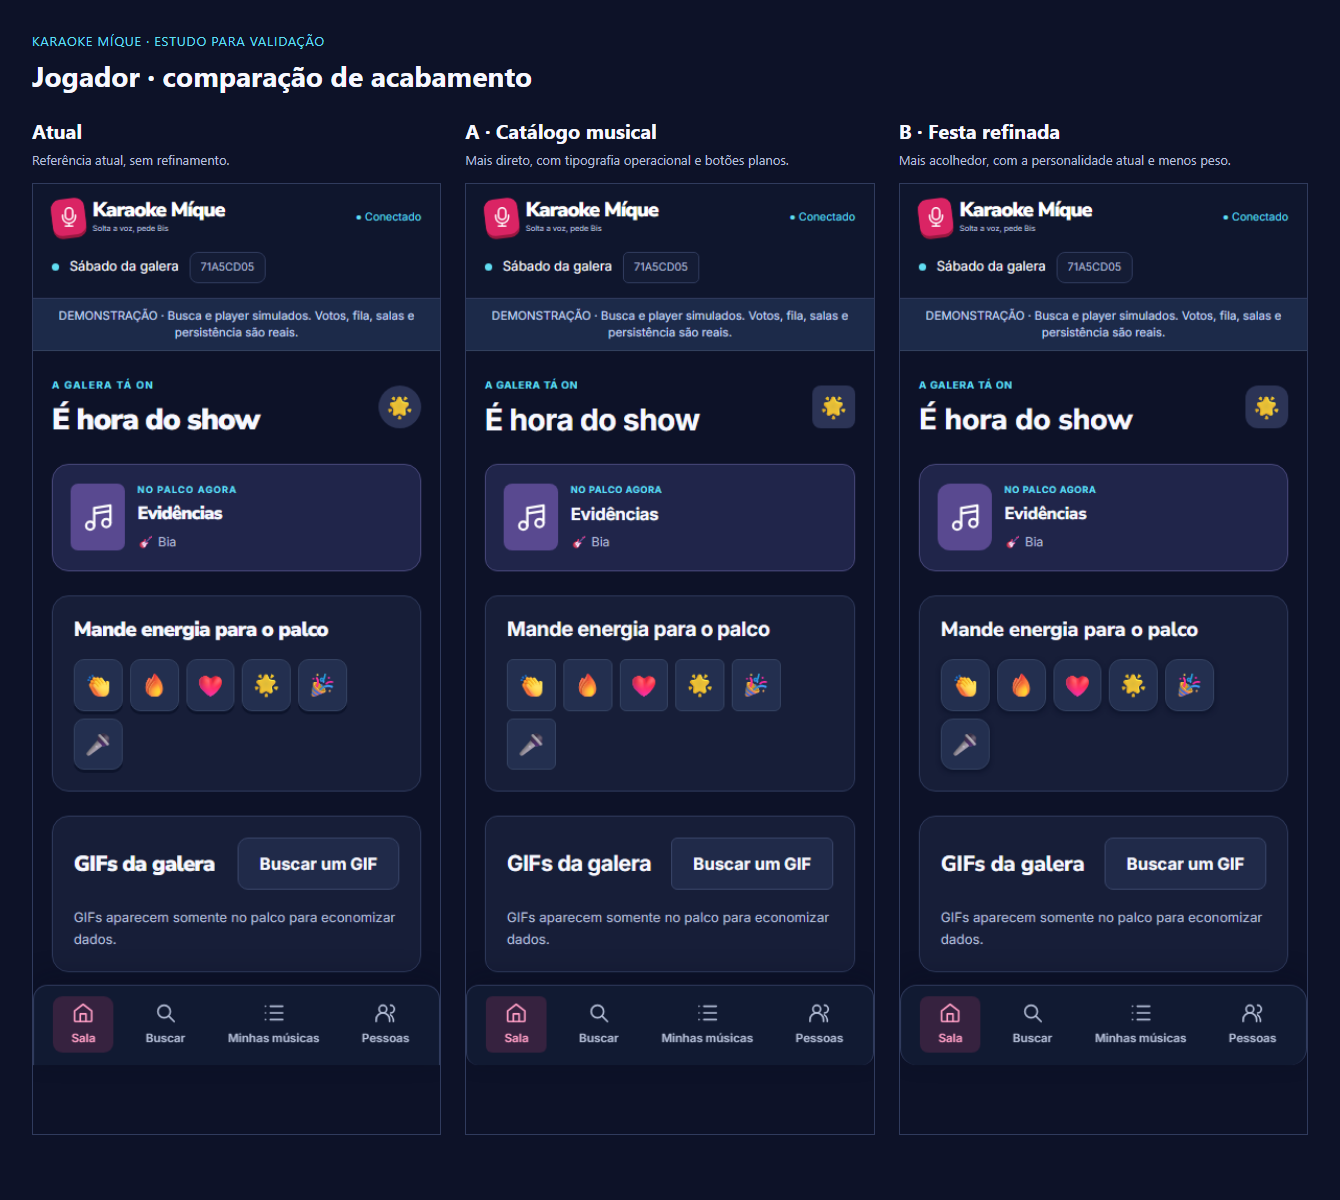 KARAOKE MÍQUE · ESTUDO PARA VALIDAÇÃO
Jogador · comparação de acabamento
Atual
Referência atual, sem refinamento.
Karaoke Míque
Solta a voz, pede Bis
• Conectado
Sábado da galera
71A5CD05
DEMONSTRAÇÃO · Busca e player simulados. Votos, fila, salas e
persistência são reais.
A GALERA TÁ ON
É hora do show
NO PALCO AGORA
Evidências
Bia
Mande energia para o palco
GIFs da galera
Buscar um GIF
GIFs aparecem somente no palco para economizar
dados.
Sala
Buscar
Minhas músicas
Pessoas
A · Catálogo musical
Mais direto, com tipografia operacional e botões planos.
Karaoke Míque
Solta a voz, pede Bis
• Conectado
Sábado da galera
71A5CD05
DEMONSTRAÇÃO · Busca e player simulados. Votos, fila, salas e
persistência são reais.
A GALERA TÁ ON
É hora do show
NO PALCO AGORA
Evidências
Bia
Mande energia para o palco
GIFs da galera
Buscar um GIF
GIFs aparecem somente no palco para economizar
dados.
Sala
Buscar
Minhas músicas
Pessoas
B · Festa refinada
Mais acolhedor, com a personalidade atual e menos peso.
Karaoke Míque
Solta a voz, pede Bis
• Conectado
Sábado da galera
71A5CD05
DEMONSTRAÇÃO · Busca e player simulados. Votos, fila, salas e
persistência são reais.
A GALERA TÁ ON
É hora do show
NO PALCO AGORA
Evidências
Bia
Mande energia para o palco
GIFs da galera
Buscar um GIF
GIFs aparecem somente no palco para economizar
dados.
Sala
Buscar
Minhas músicas
Pessoas